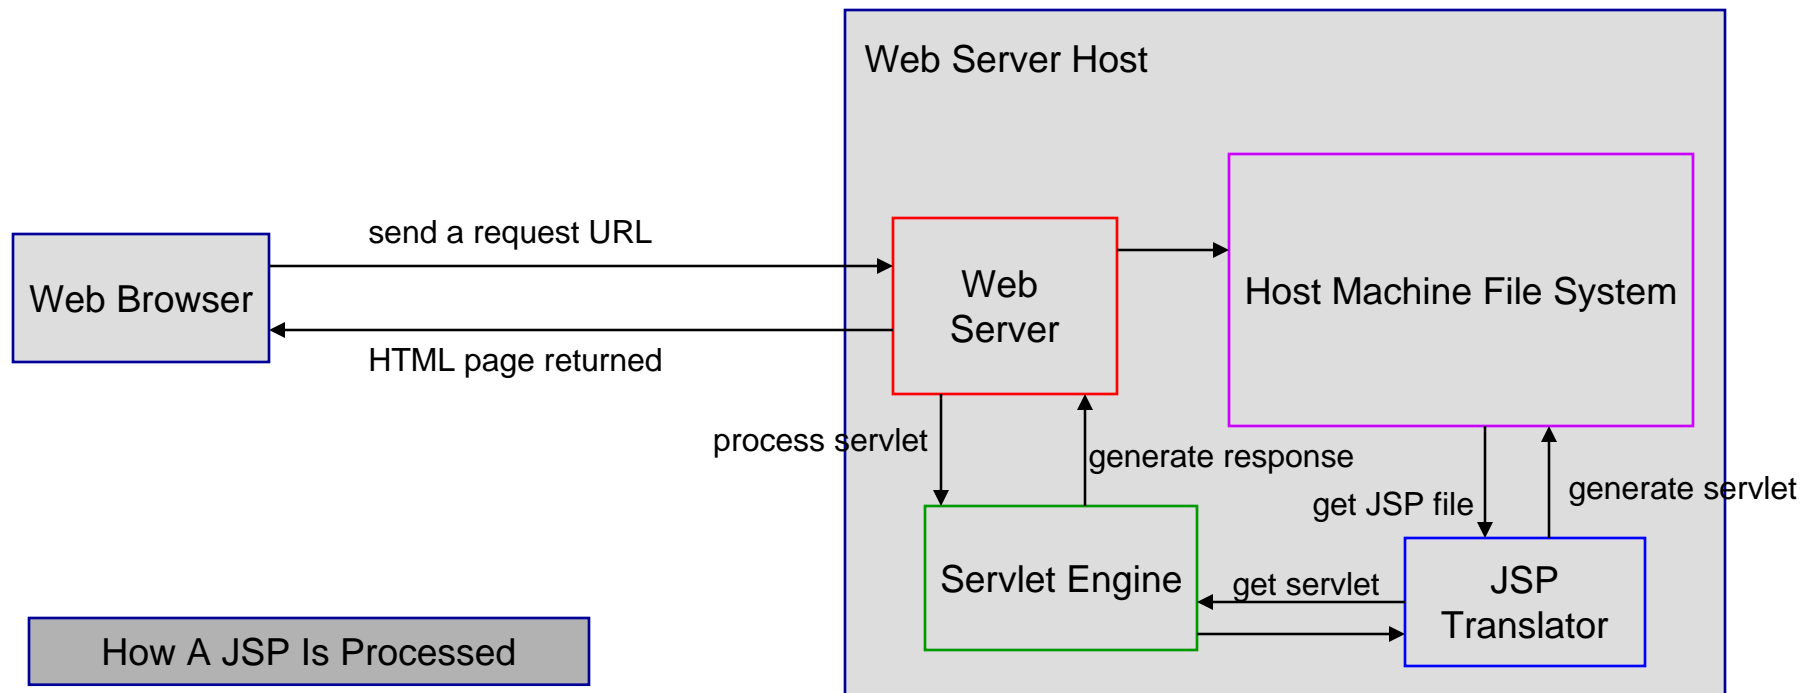 Web Server Host
send a request URL
Web Browser
Web
Server
Host Machine File System
HTML page returned
process servlet
generate response
get JSP file
generate servlet
Servlet Engine
get servlet
JSP
Translator
How A JSP Is Processed